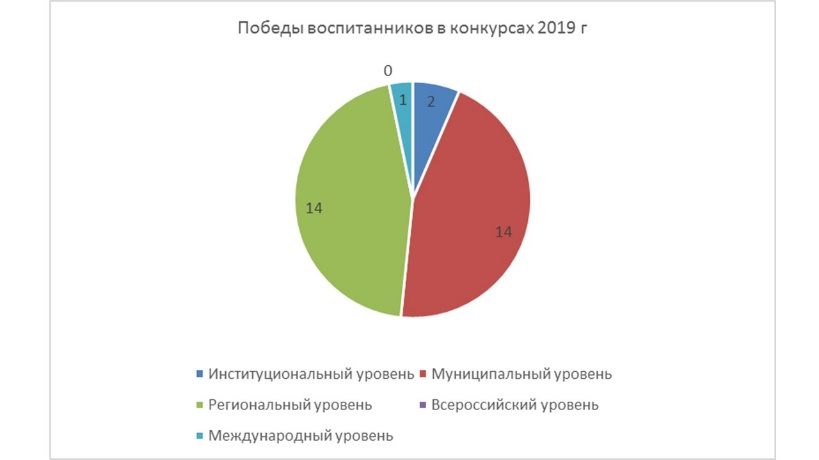 Победы воспитанников в конкурсах 2019 г
0
1
2
14
14
Институциональный уровень
Муниципальный уровень
Региональный уровень
Всероссийский уровень
Международный уровень